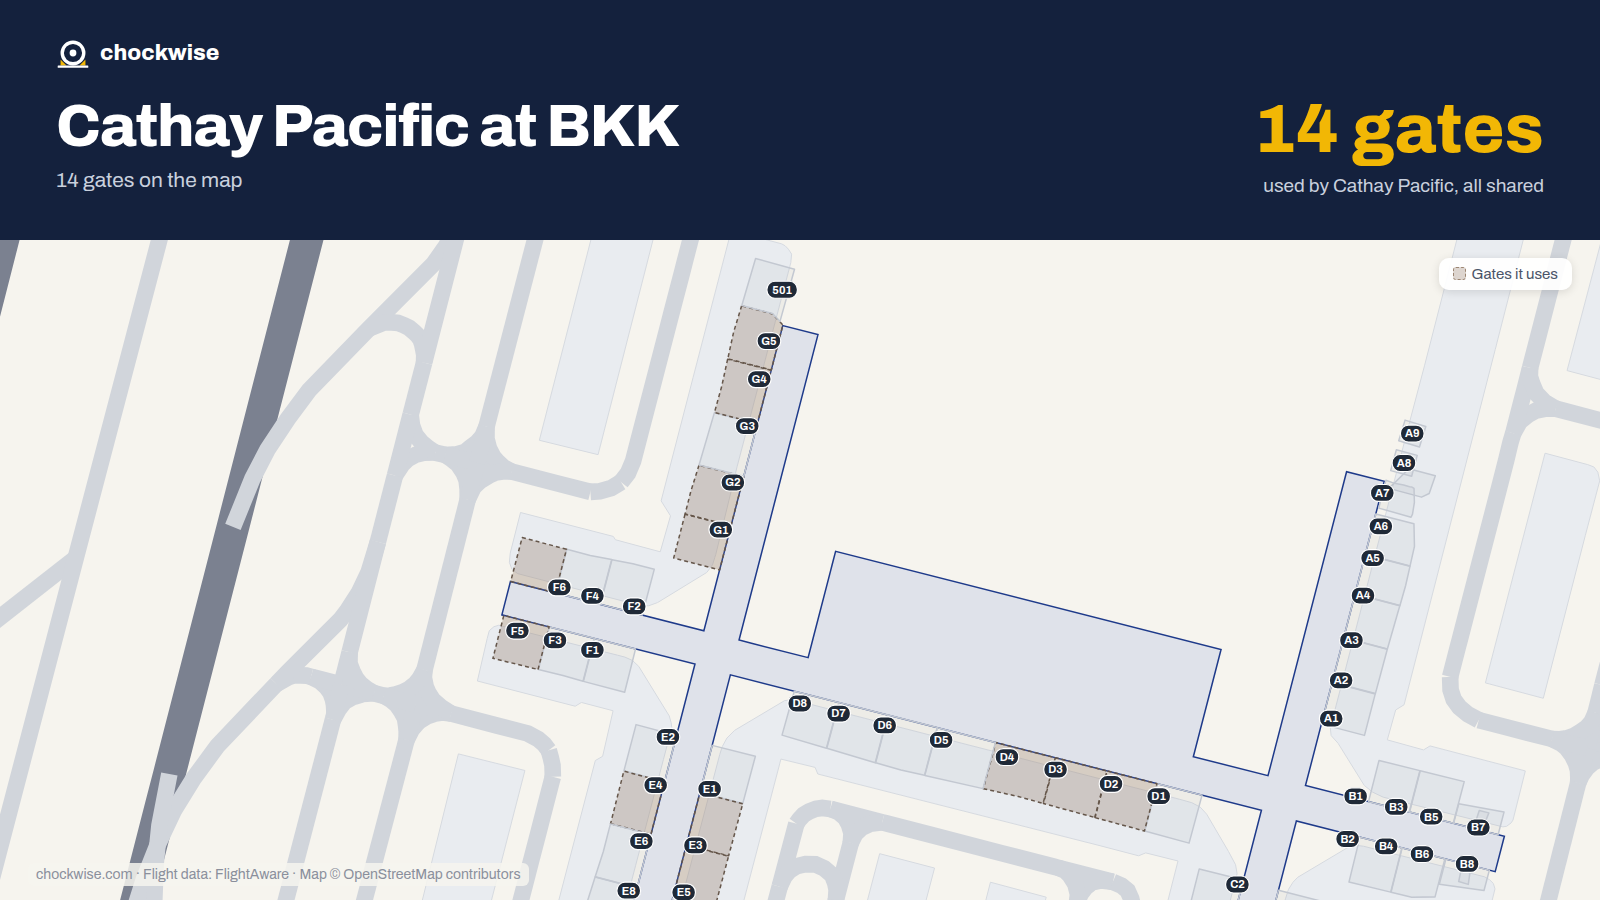 chockwise
Cathay Pacific at BKK
14 gates on the map
14 gates
used by Cathay Pacific, all shared
Gates it uses
501
G5
G4
G3
G2
G1
F6
F4
F2
F5
F3
F1
E2
E4
E1
E6
E3
E8
E5
D8
D7
D6
D5
D4
D3
D2
D1
A9
A8
A7
A6
A5
A4
A3
A2
A1
B1
B3
B5
B7
B2
B4
B6
B8
C2
chockwise.com · Flight data: FlightAware · Map © OpenStreetMap contributors